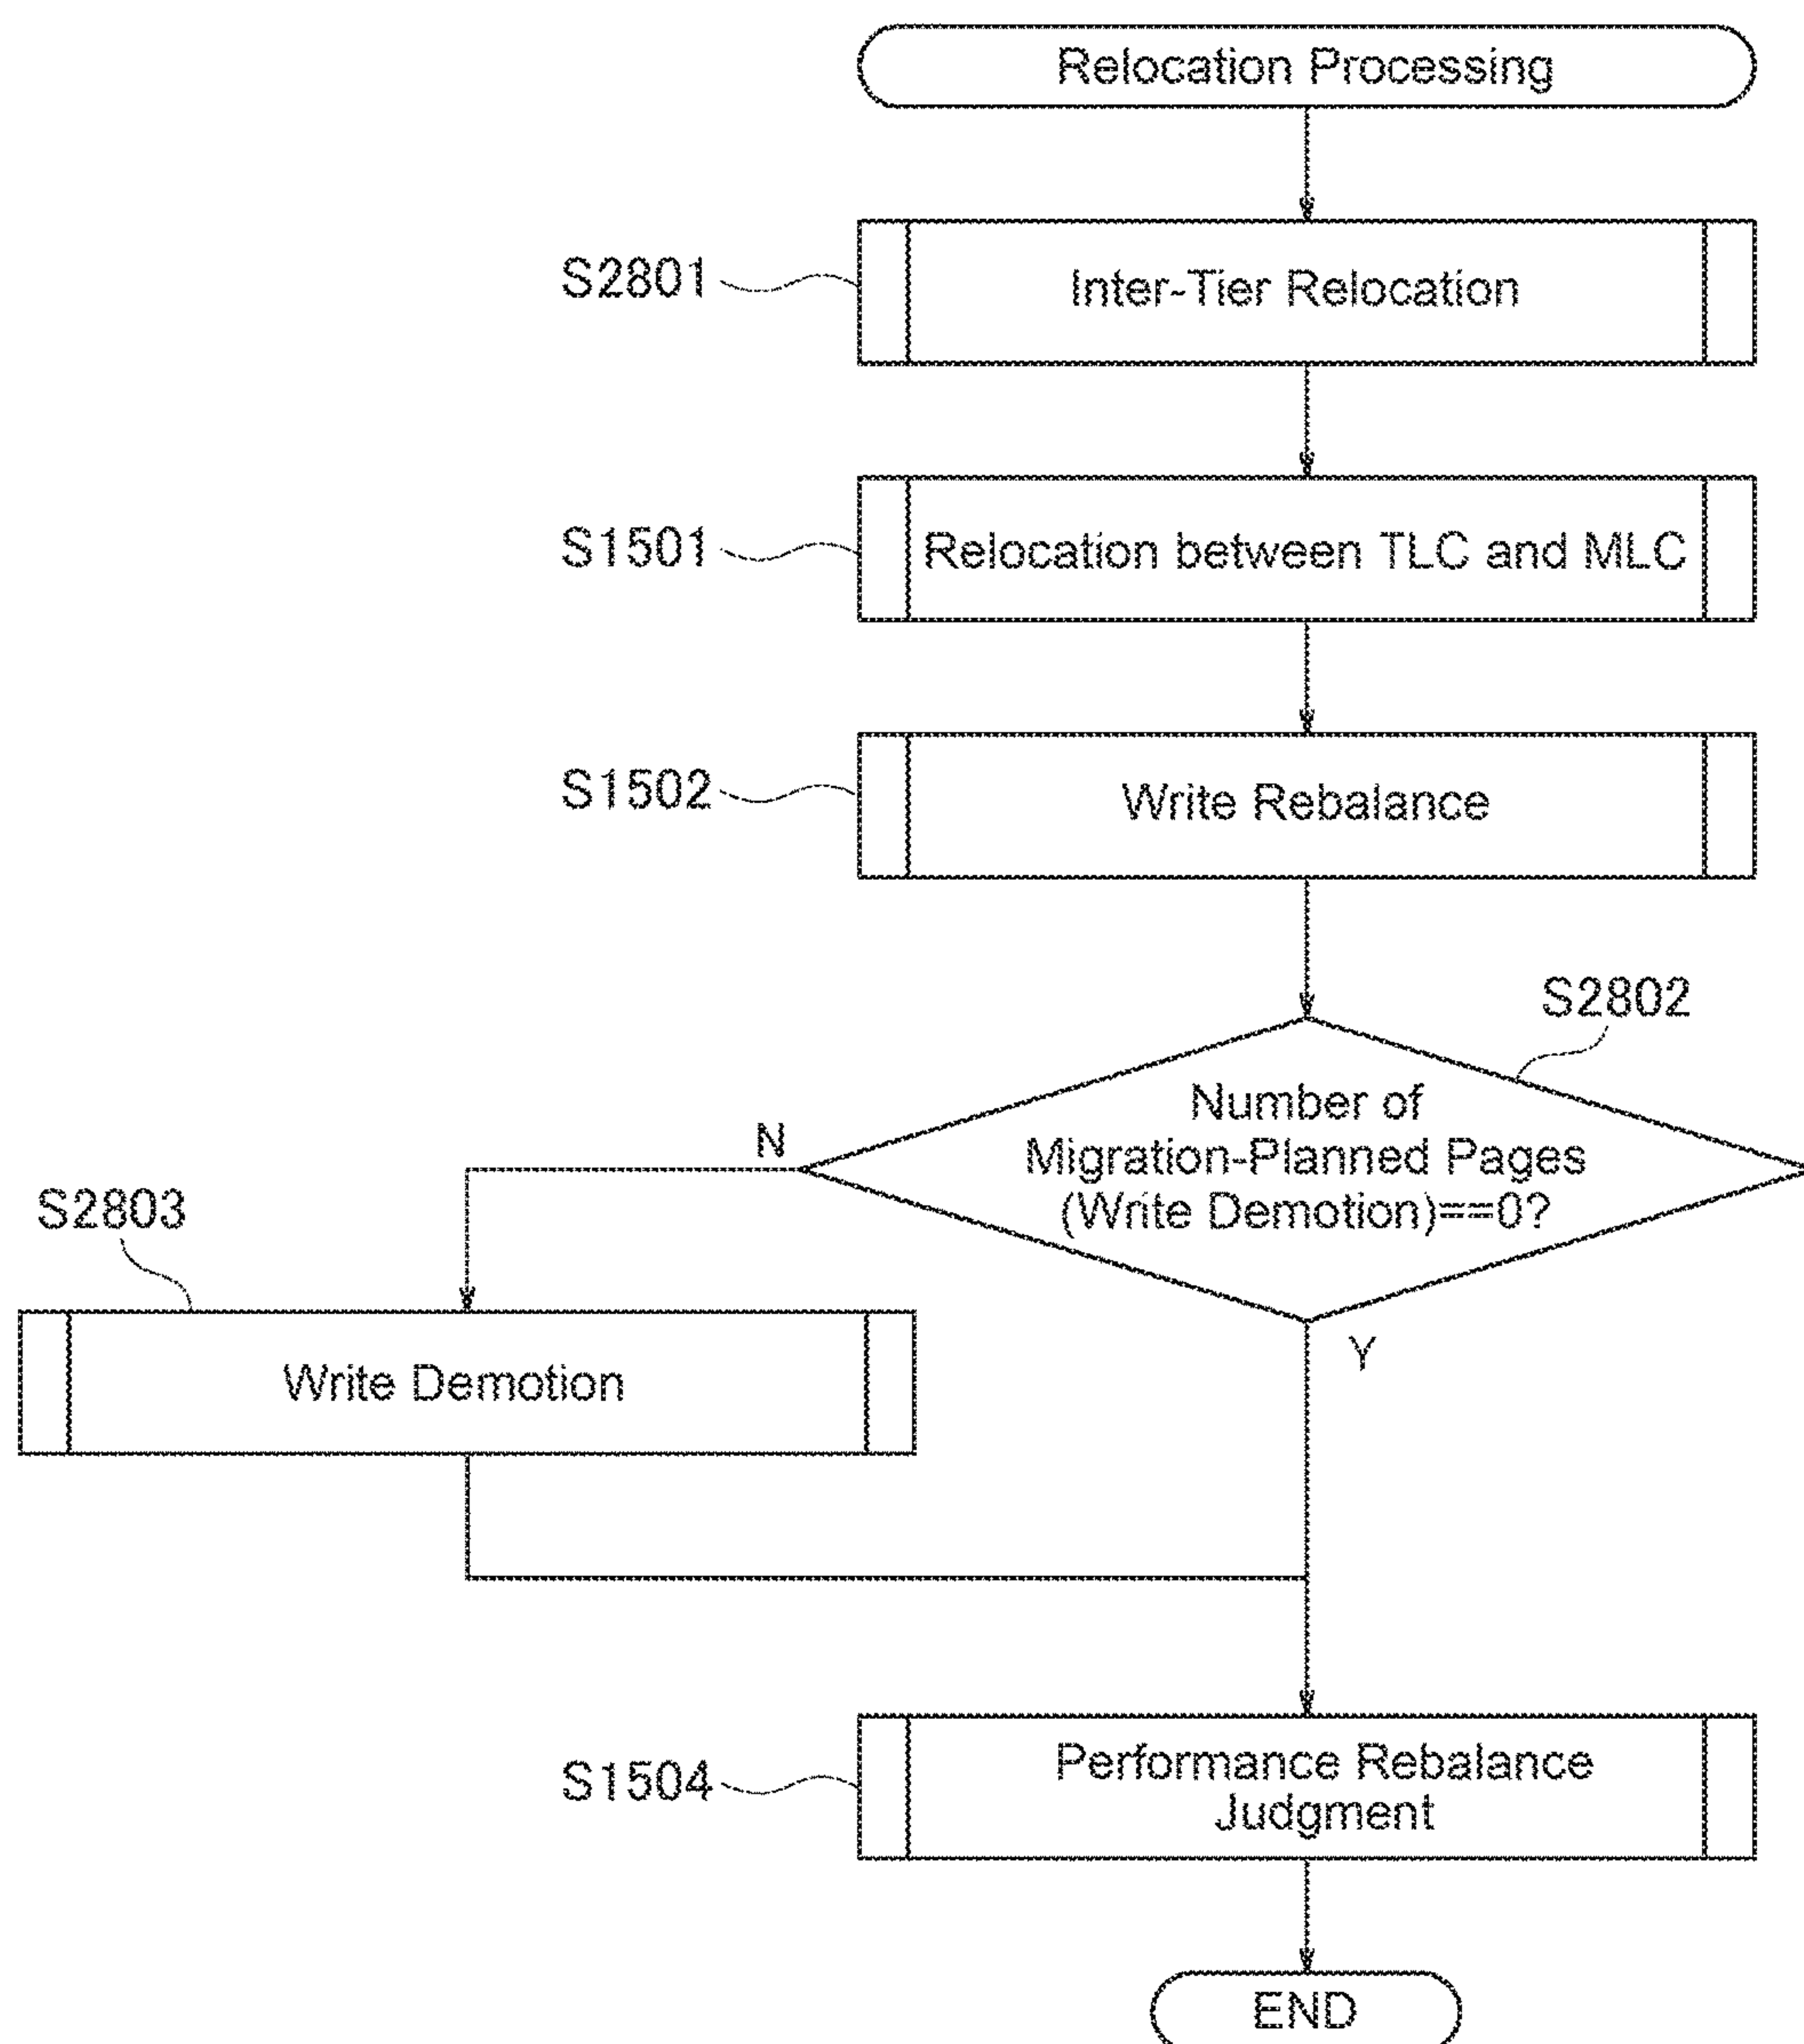 Relocation Processing
S2801
Inter-Tier Relocation
S1501
Relocation between TLC and MLC
S1502
Write Rebalance
S2802
Number of
Migration-Planned Pages
(Write Demotion)==0?
N
Y
S2803
Write Demotion
S1504
Performance Rebalance
Judgment
END